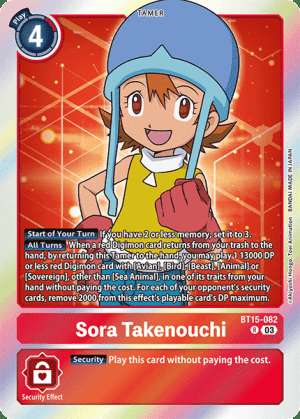 Play
4
TAMER
Start of Your Turn If you have 2 or less memory, set it to 3.
All Turns When a red Digimon card returns from your trash to the
hand, by returning this Tamer to the hand, you may play 1 13000 DP
or less red Digimon card with [Avian], [Bird], [Beast], [Animal] or
[Sovereign], other than [Sea Animal], in one of its traits from your
hand without paying the cost. For each of your opponent's security
cards, remove 2000 from this effect's playable card's DP maximum.
©Akiyoshi Hongo, Toei Animation BANDAI MADE IN JAPAN
BT15-082
Sora Takenouchi
R 03
Security Play this card without paying the cost.
Security Effect